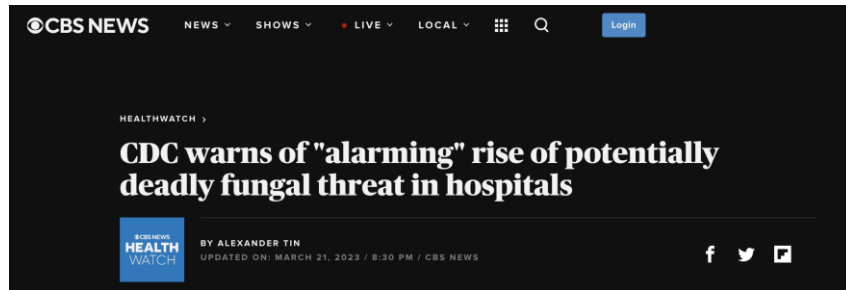 CBS NEWS NEWS SHOWS LIVE LOCAL Login
HEALTHWATCH
CDC warns of "alarming" rise of potentially
deadly fungal threat in hospitals
CBS NEWS
HEALTH
WATCH
BY ALEXANDER TIN
UPDATED ON: MARCH 21, 2023 / 8:30 PM / CBS NEWS